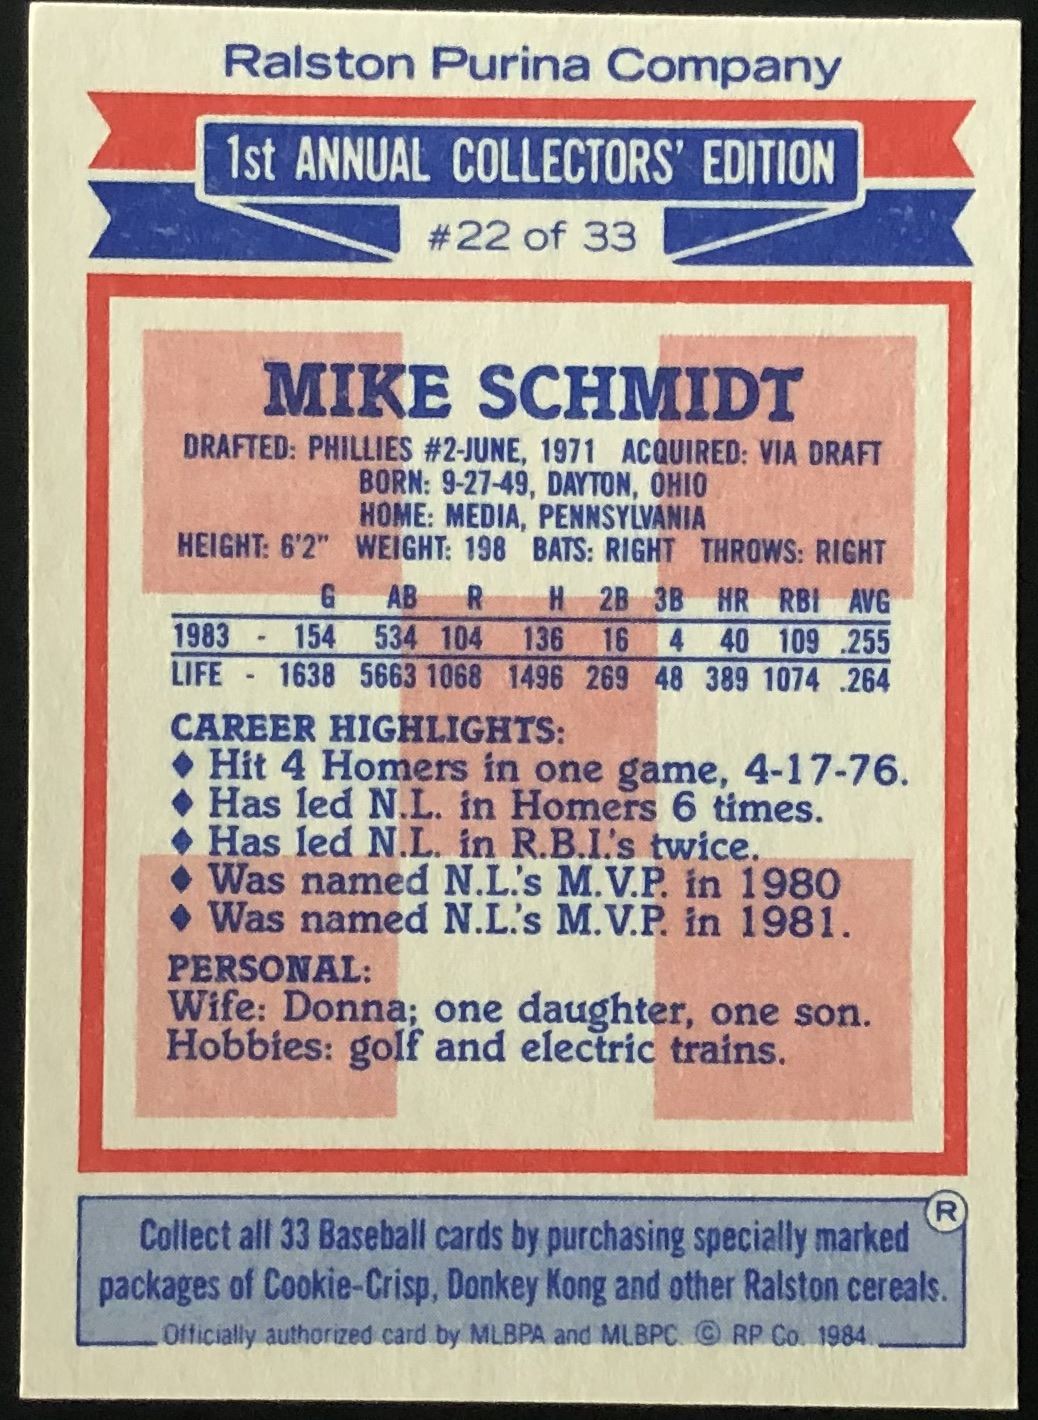 Ralston Purina Company
1st ANNUAL COLLECTORS' EDITION
#22 of 33
MIKE SCHMIDT
DRAFTED: PHILLIES #2-JUNE, 1971 ACQUIRED: VIA DRAFT
BORN: 9-27-49, DAYTON, OHIO
HOME: MEDIA, PENNSYLVANIA
HEIGHT: 6'2" WEIGHT: 198 BATS: RIGHT THROWS: RIGHT
G AB R H 2B 3B HR RBI AVG
1983 - 154 534 104 136 16 4 40 109 .255
LIFE - 1638 5663 1068 1496 269 48 389 1074 .264
CAREER HIGHLIGHTS:
♦ Hit 4 Homers in one game, 4-17-76.
♦ Has led N.L. in Homers 6 times.
♦ Has led N.L. in R.B.I.'s twice.
♦ Was named N.L.'s M.V.P. in 1980
♦ Was named N.L.'s M.V.P. in 1981.
PERSONAL:
Wife: Donna; one daughter, one son.
Hobbies: golf and electric trains.
®
Collect all 33 Baseball cards by purchasing specially marked
packages of Cookie-Crisp, Donkey Kong and other Ralston cereals.
Officially authorized card by MLBPA and MLBPC. © RP Co. 1984